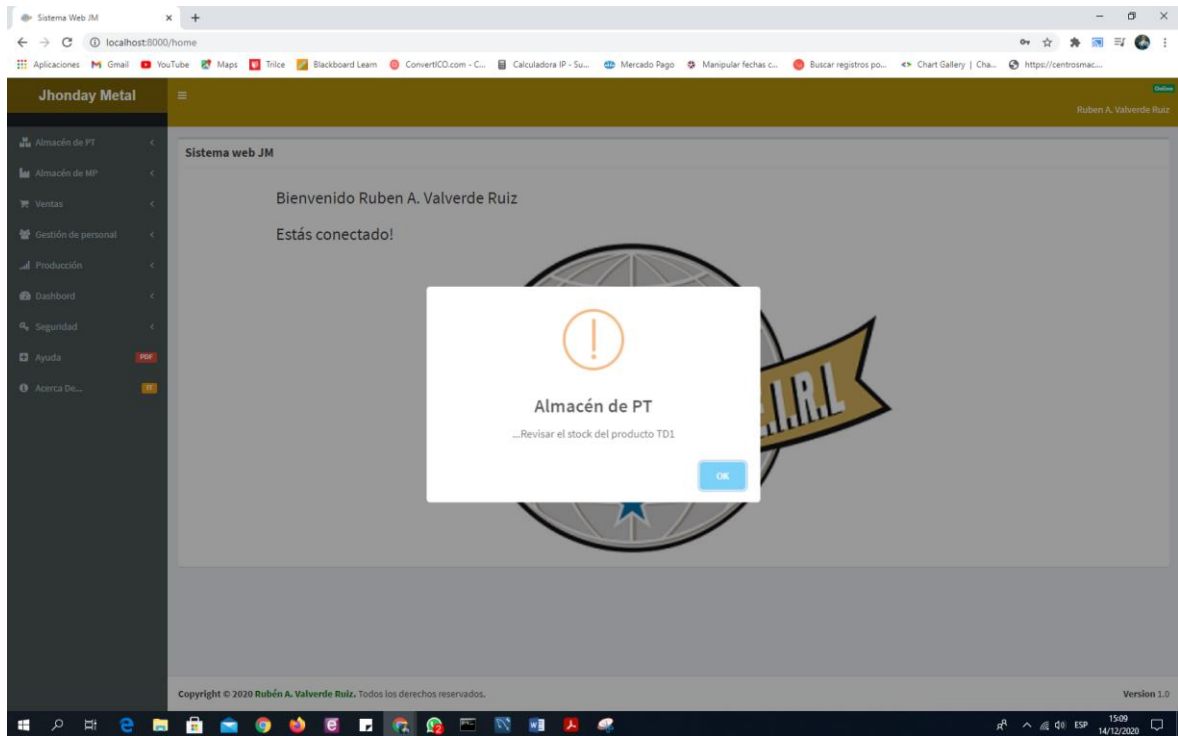 Sistema Web JM
localhost:8000/home
Aplicaciones Gmail YouTube Maps Trilce Blackboard Learn ConvertICO.com - C... Calculadora IP - Su... Mercado Pago Manipular fechas c... Buscar registros po... Chart Gallery | Cha... https://centrosmac....
Jhonday Metal
Online
Ruben A. Valverde Ruiz
Almacén de PT
Almacén de MP
Ventas
Gestión de personal
Producción
Dashbord
Seguridad
Ayuda PDF
Acerca De... IT
Sistema web JM
Bienvenido Ruben A. Valverde Ruiz
Estás conectado!
E.I.R.L
Almacén de PT
...Revisar el stock del producto TD1
OK
Copyright © 2020 Rubén A. Valverde Ruiz. Todos los derechos reservados.
Version 1.0
ESP
15:09
14/12/2020